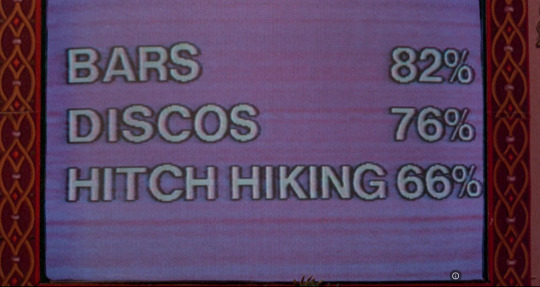 BARS 82%
DISCOS 76%
HITCH HIKING 66%